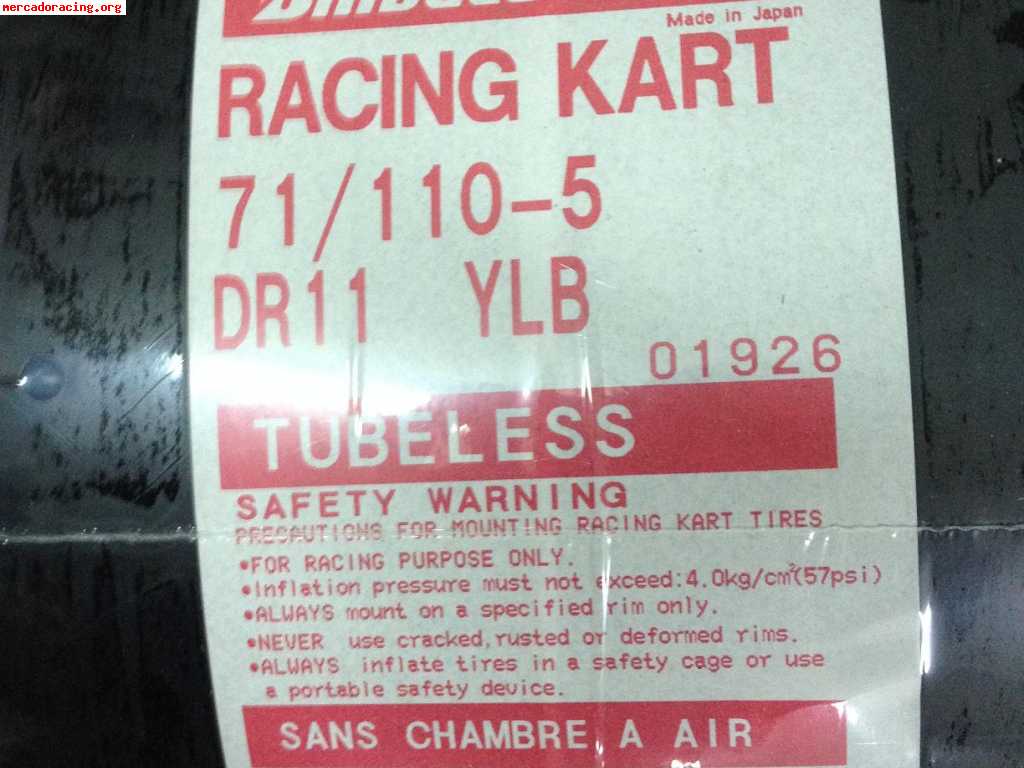 mercadoracing.org
Made in Japan
RACING KART
71/110-5
DR11 YLB
01926
TUBELESS
SAFETY WARNING
PRECAUTIONS FOR MOUNTING RACING KART TIRES
•FOR RACING PURPOSE ONLY.
•Inflation pressure must not exceed:4.0kg/cm²(57psi)
•ALWAYS mount on a specified rim only.
•NEVER use cracked,rusted or deformed rims.
•ALWAYS inflate tires in a safety cage or use
a portable safety device.
SANS CHAMBRE A AIR